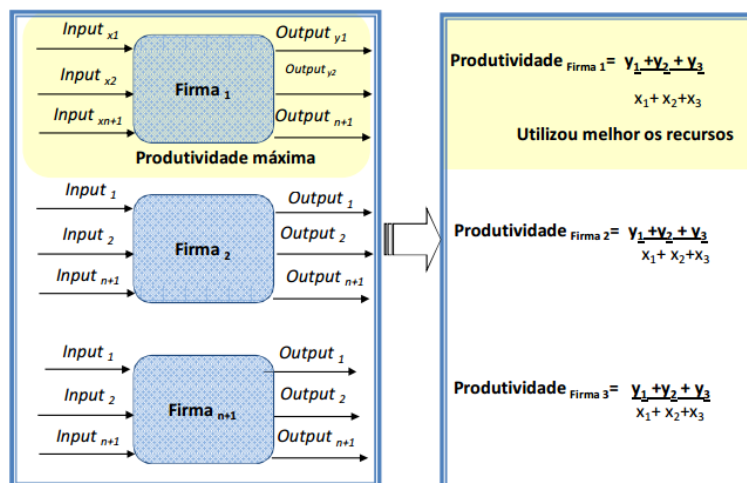 Input x1
Output y1
Input x2
Firma 1
Output y2
Input xn+1
Output n+1
Produtividade máxima
Input 1
Output 1
Input 2
Firma 2
Output 2
Input n+1
Output n+1
Input 1
Output 1
Input 2
Firma n+1
Output 2
Input n+1
Output n+1
Produtividade Firma 1= y1 +y2 + y3
x1+ x2+x3
Utilizou melhor os recursos
Produtividade Firma 2= y1 +y2 + y3
x1+ x2+x3
Produtividade Firma 3= y1 +y2 + y3
x1+ x2+x3